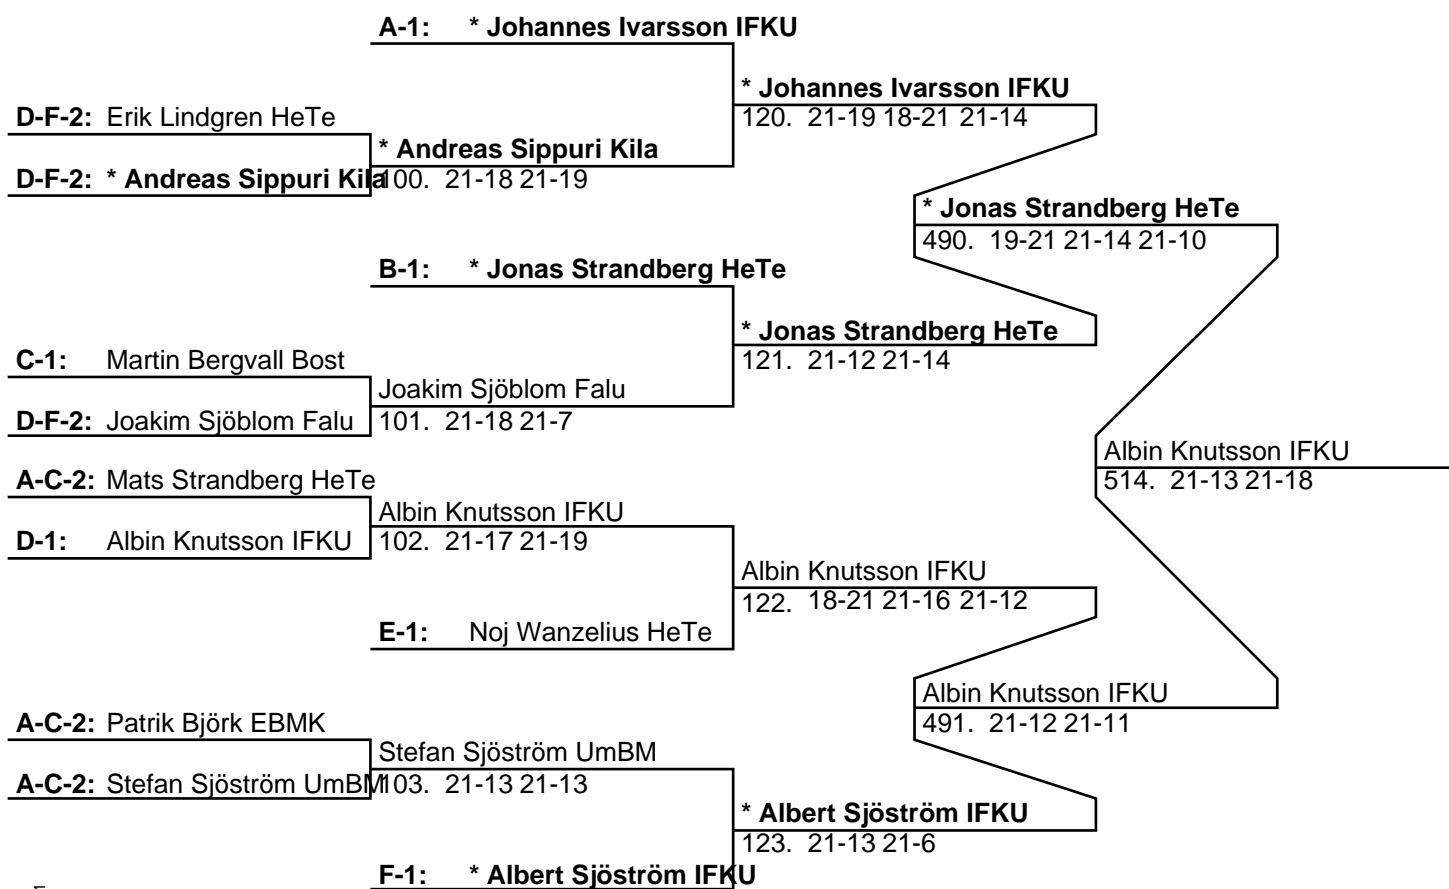 A-1: * Johannes Ivarsson IFKU
* Johannes Ivarsson IFKU
120. 21-19 18-21 21-14
D-F-2: Erik Lindgren HeTe
* Andreas Sippuri Kila
D-F-2: * Andreas Sippuri Kila
100. 21-18 21-19
* Jonas Strandberg HeTe
490. 19-21 21-14 21-10
B-1: * Jonas Strandberg HeTe
* Jonas Strandberg HeTe
121. 21-12 21-14
C-1: Martin Bergvall Bost
Joakim Sjöblom Falu
D-F-2: Joakim Sjöblom Falu
101. 21-18 21-7
Albin Knutsson IFKU
514. 21-13 21-18
A-C-2: Mats Strandberg HeTe
Albin Knutsson IFKU
D-1: Albin Knutsson IFKU
102. 21-17 21-19
Albin Knutsson IFKU
122. 18-21 21-16 21-12
E-1: Noj Wanzelius HeTe
Albin Knutsson IFKU
491. 21-12 21-11
A-C-2: Patrik Björk EBMK
Stefan Sjöström UmBM
A-C-2: Stefan Sjöström UmBM
103. 21-13 21-13
* Albert Sjöström IFKU
123. 21-13 21-6
F-1: * Albert Sjöström IFKU